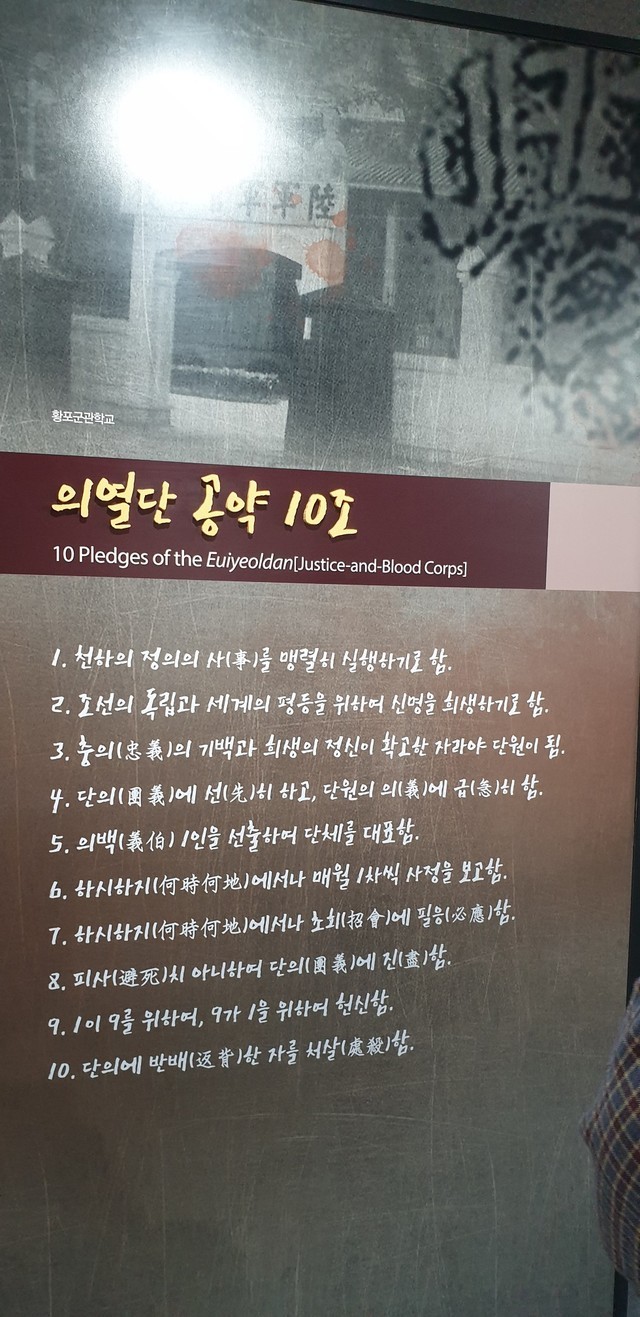 陸軍軍
황포군관학교
의열단 공약 10조
10 Pledges of the Euiyeoldan[Justice-and-Blood Corps]
1. 천하의 정의의 사(事)를 맹렬히 실행하기로 함.
2. 조선의 독립과 세계의 평등을 위하여 신명을 희생하기로 함.
3. 충의(忠義)의 기백과 희생의 정신이 확고한 자라야 단원이 됨.
4. 단의(團義)에 선(先)히 하고, 단원의 의(義)에 급(急)히 함.
5. 의백(義伯) 1인을 선출하여 단체를 대표함.
6. 하시하지(何時何地)에서나 매월 1차씩 사정을 보고함.
7. 하시하지(何時何地)에서나 초회(招會)에 필응(必應)함.
8. 피사(避死)치 아니하여 단의(團義)에 진(盡)함.
9. 1이 9를 위하여, 9가 1을 위하여 헌신함.
10. 단의에 반배(返背)한 자를 처살(處殺)함.